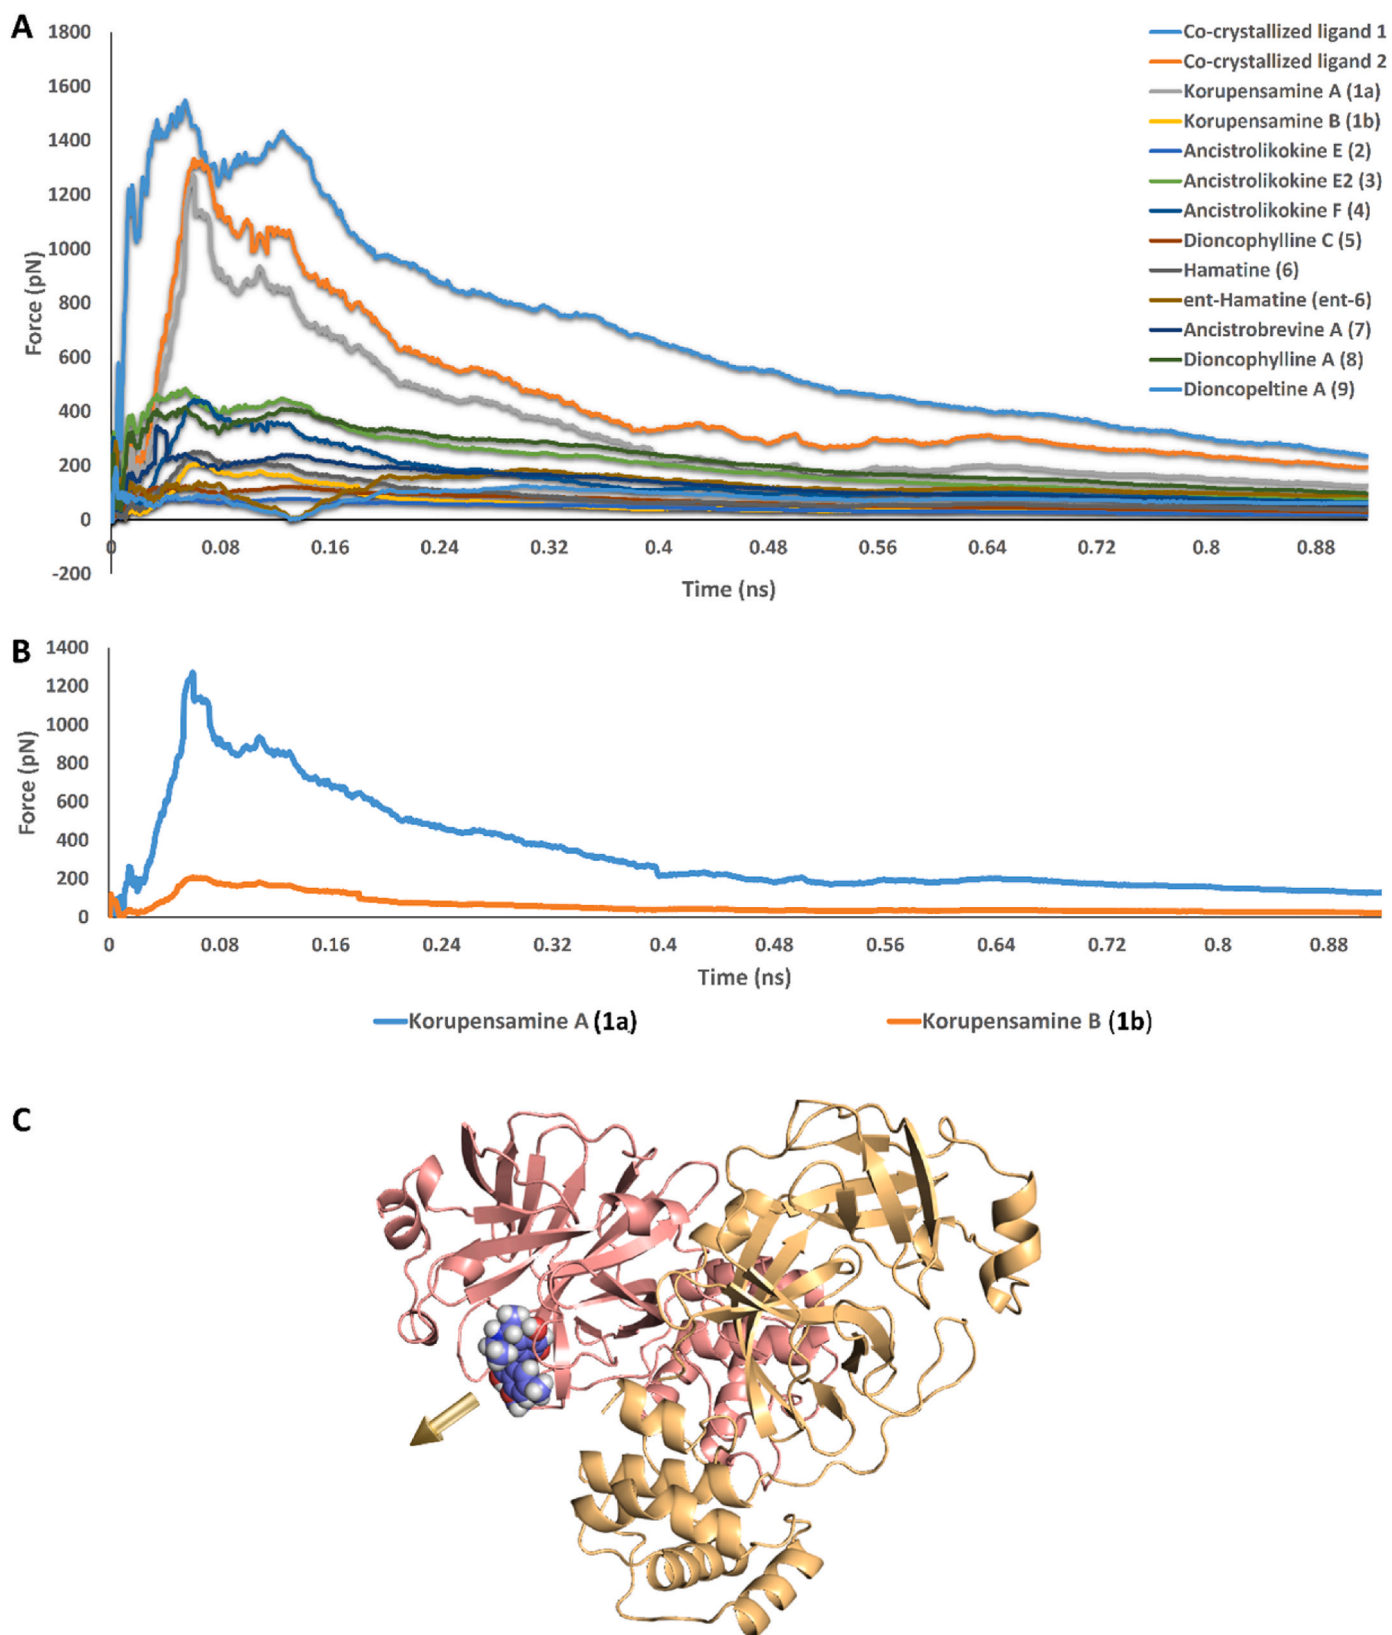 A
1800
1600
1400
1200
1000
800
600
400
200
0
-200
Force (pN)
0 0.08 0.16 0.24 0.32 0.4 0.48 0.56 0.64 0.72 0.8 0.88
Time (ns)
Co-crystallized ligand 1
Co-crystallized ligand 2
Korupensamine A (1a)
Korupensamine B (1b)
Ancistrolikokine E (2)
Ancistrolikokine E2 (3)
Ancistrolikokine F (4)
Dioncophylline C (5)
Hamatine (6)
ent-Hamatine (ent-6)
Ancistrobrevine A (7)
Dioncophylline A (8)
Dioncopeltine A (9)
B
1400
1200
1000
800
600
400
200
0
Force (pN)
0 0.08 0.16 0.24 0.32 0.4 0.48 0.56 0.64 0.72 0.8 0.88
Time (ns)
Korupensamine A (1a) Korupensamine B (1b)
C